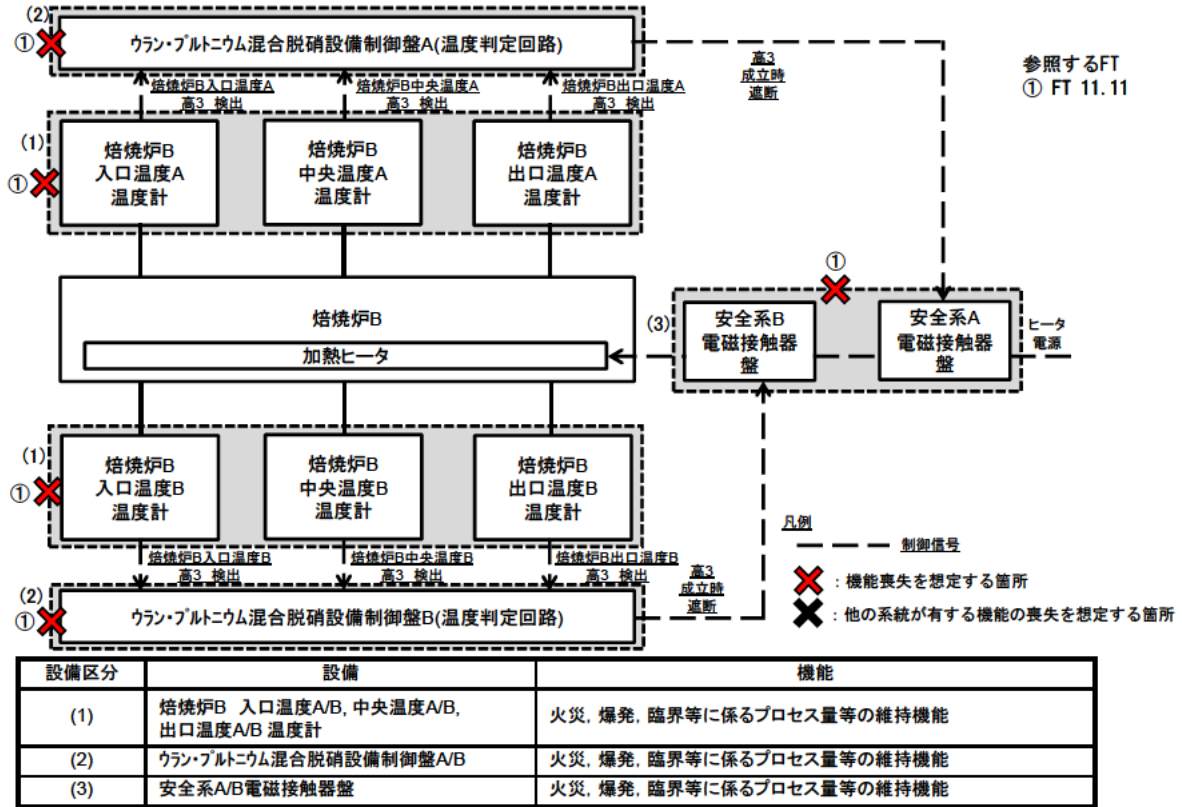 (2)
①
ウラン・プルトニウム混合脱硝設備制御盤A(温度判定回路)
高3
成立時
遮断
参照するFT
① FT 11.11
焙焼炉B入口温度A
高3 検出
焙焼炉B中央温度A
高3 検出
焙焼炉B出口温度A
高3 検出
(1)
①
焙焼炉B
入口温度A
温度計
焙焼炉B
中央温度A
温度計
焙焼炉B
出口温度A
温度計
焙焼炉B
加熱ヒータ
①
(3)
安全系B
電磁接触器
盤
安全系A
電磁接触器
盤
ヒータ
電源
(1)
①
焙焼炉B
入口温度B
温度計
焙焼炉B
中央温度B
温度計
焙焼炉B
出口温度B
温度計
焙焼炉B入口温度B
高3 検出
焙焼炉B中央温度B
高3 検出
焙焼炉B出口温度B
高3 検出
(2)
①
ウラン・プルトニウム混合脱硝設備制御盤B(温度判定回路)
高3
成立時
遮断
凡例
制御信号
:機能喪失を想定する箇所
:他の系統が有する機能の喪失を想定する箇所
設備区分 設備 機能
(1) 焙焼炉B 入口温度A/B, 中央温度A/B,
出口温度A/B 温度計 火災, 爆発, 臨界等に係るプロセス量等の維持機能
(2) ウラン・プルトニウム混合脱硝設備制御盤A/B 火災, 爆発, 臨界等に係るプロセス量等の維持機能
(3) 安全系A/B電磁接触器盤 火災, 爆発, 臨界等に係るプロセス量等の維持機能